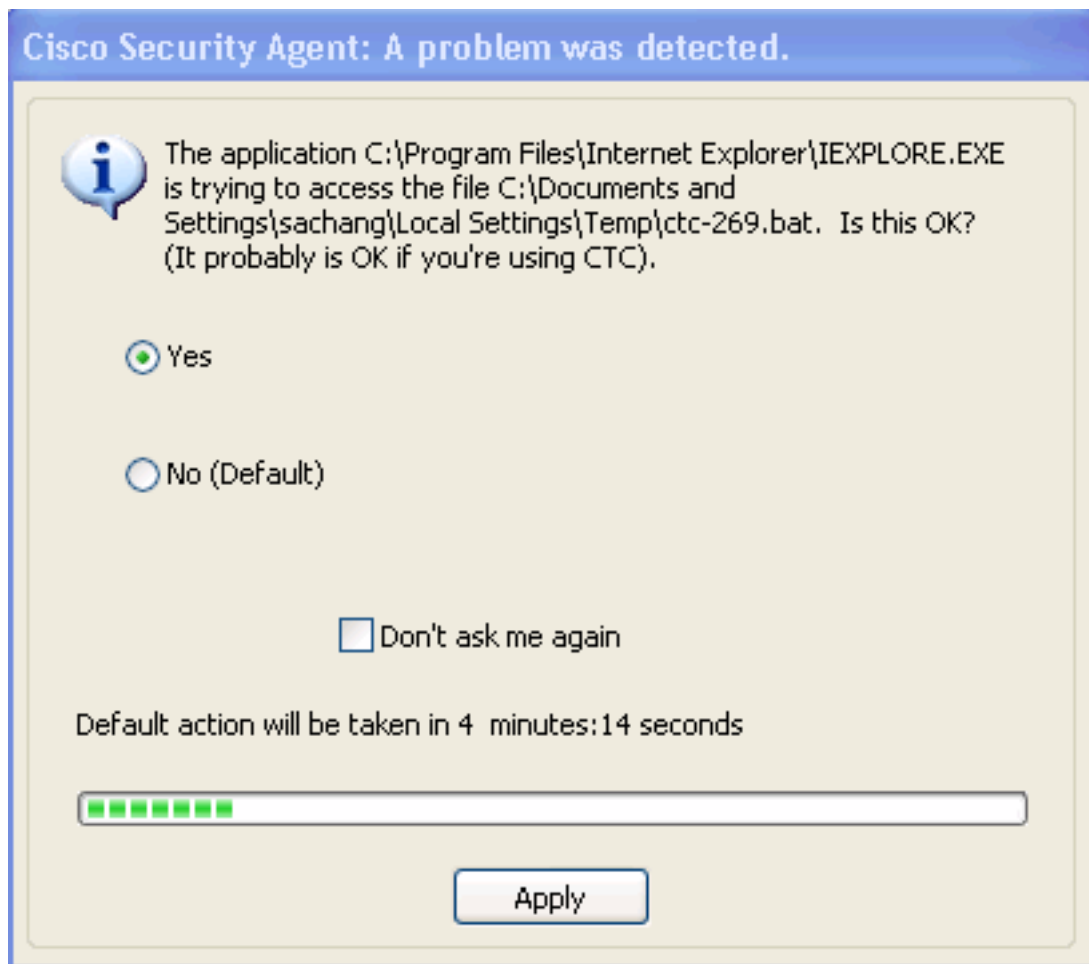 Cisco Security Agent: A problem was detected.
The application C:\Program Files\Internet Explorer\IEXPLORE.EXE
is trying to access the file C:\Documents and
Settings\sachang\Local Settings\Temp\ctc-269.bat.  Is this OK?
(It probably is OK if you're using CTC).
Yes
No (Default)
Don't ask me again
Default action will be taken in 4  minutes:14 seconds
Apply